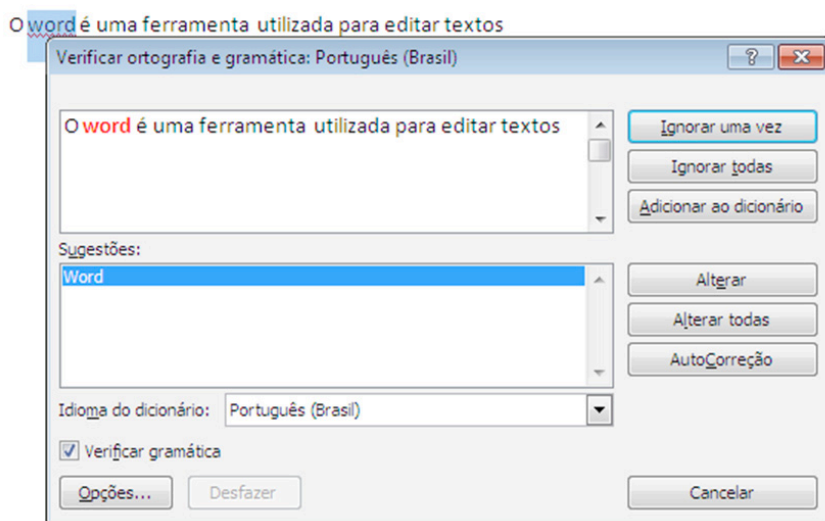 O word é uma ferramenta utilizada para editar textos
Verificar ortografia e gramática: Português (Brasil)
O word é uma ferramenta utilizada para editar textos
Ignorar uma vez
Ignorar todas
Adicionar ao dicionário
Sugestões:
Word
Alterar
Alterar todas
AutoCorreção
Idioma do dicionário: Português (Brasil)
Verificar gramática
Opções... Desfazer Cancelar